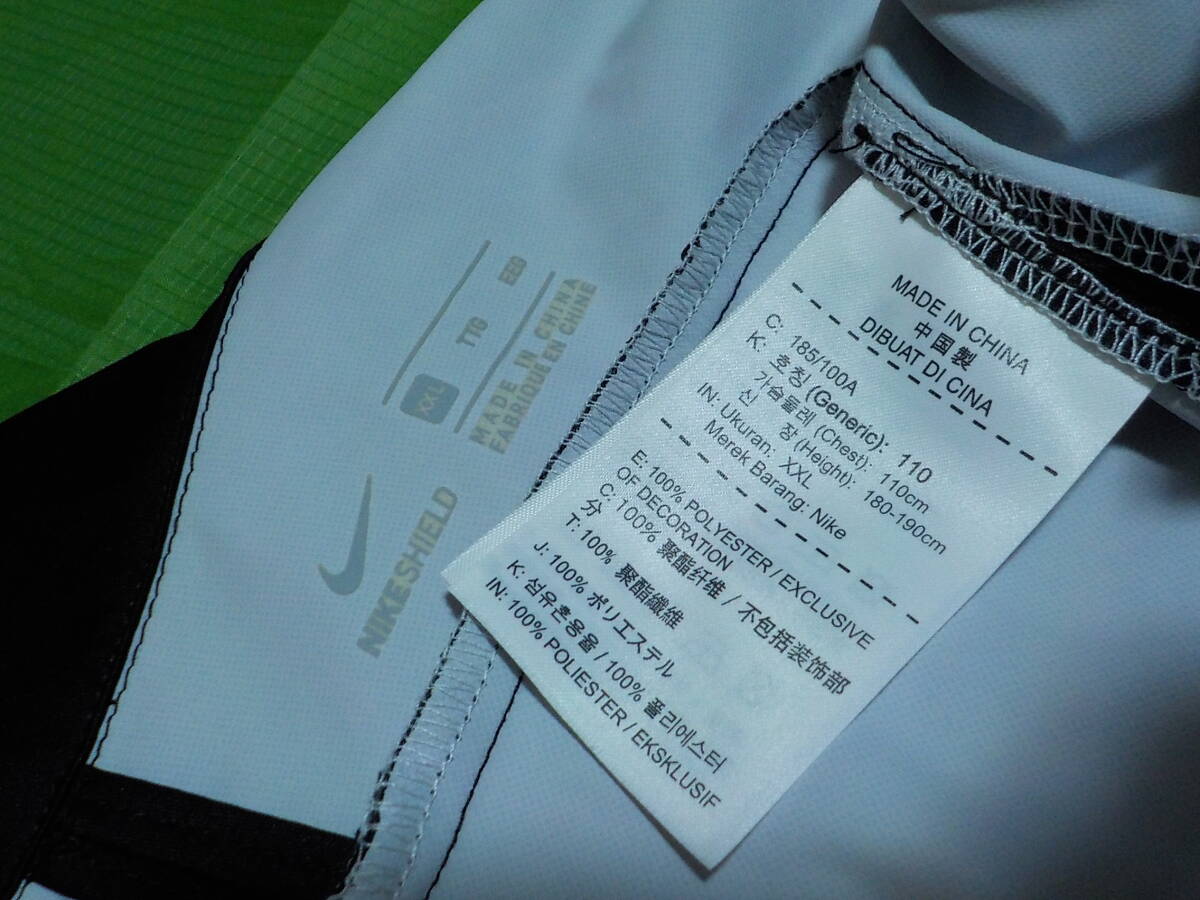 EEG
TTG
XXL
MADE IN CHINA
FABRIQUÉ EN CHINE
NIKESHIELD
MADE IN CHINA
中国製
DIBUAT DI CINA
C: 185/100A
K: 호칭 (Generic): 110
가슴둘레 (Chest): 110cm
신 장 (Height): 180-190cm
IN: Ukuran: XXL
Merek Barang: Nike
E: 100% POLYESTER / EXCLUSIVE
OF DECORATION
C: 100% 聚酯纤维 / 不包括装饰部
分
T: 100% 聚酯纖維
J: 100% ポリエステル
K: 섬유혼용율 / 100% 폴리에스터
IN: 100% POLIESTER / EKSKLUSIF